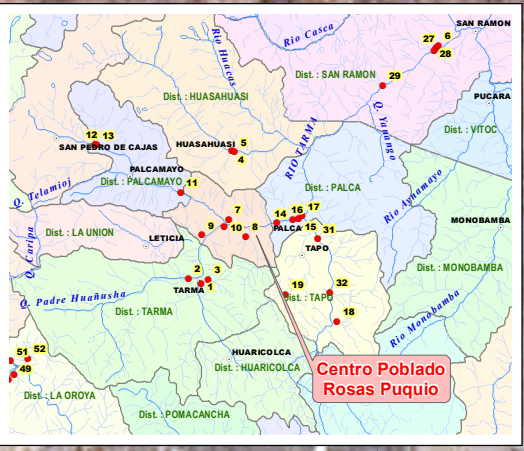 SAN RAMON
Rio Casca
27
6
28
Rio Huacas
Dist. : SAN RAMON
29
Dist. : HUASAHUASI
PUCARA
Q. Yanango
RIO TARMA
Dist. : VITOC
12
13
SAN PEDRO DE CAJAS
HUASAHUASI
5
4
PALCAMAYO
Dist. : PALCAMAYO
11
Dist. : PALCA
Rio Aynamayo
Q. Telamioj
7
14
16
17
MONOBAMBA
Dist. : LA UNION
LETICIA
9
10
8
PALCA
15
31
TAPO
Q. Caripa
2
3
1
TARMA
Dist. : MONOBAMBA
Q. Padre Huañusha
Dist. : TARMA
19
Dist. : TAPO
32
18
Rio Monobamba
51
52
49
HUARICOLCA
Dist. : HUARICOLCA
Centro Poblado
Rosas Puquio
Dist. : LA OROYA
Dist. : POMACANCHA